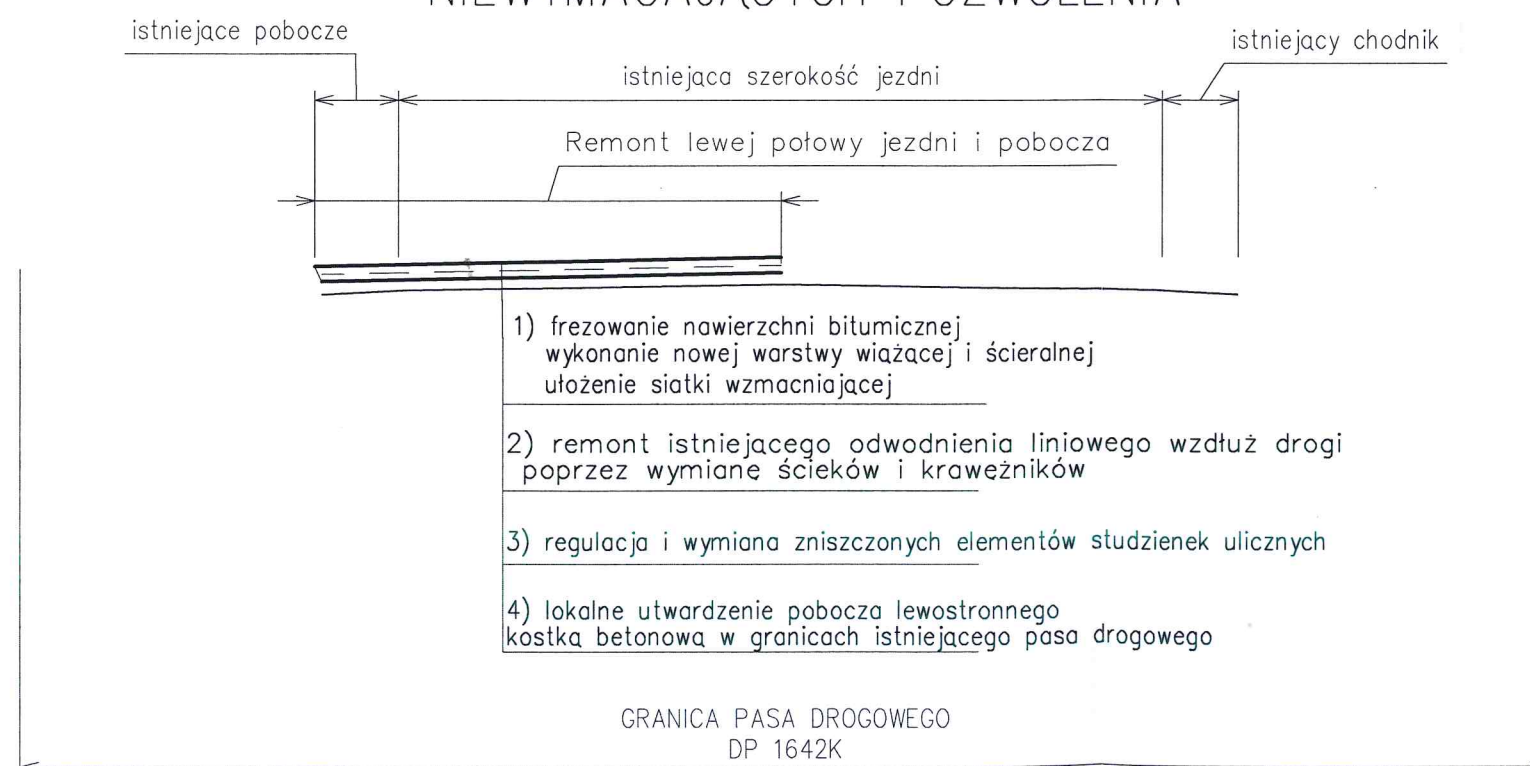 NIEWYMAGAJĄCYCH POZWOLENIA
istniejące pobocze
istniejący chodnik
istniejąca szerokość jezdni
Remont lewej połowy jezdni i pobocza
1) frezowanie nawierzchni bitumicznej
wykonanie nowej warstwy wiążącej i ścieralnej
ułożenie siatki wzmacniającej
2) remont istniejącego odwodnienia liniowego wzdłuż drogi
poprzez wymianę ścieków i krawężników
3) regulacja i wymiana zniszczonych elementów studzienek ulicznych
4) lokalne utwardzenie pobocza lewostronnego
kostką betonową w granicach istniejącego pasa drogowego
GRANICA PASA DROGOWEGO
DP 1642K